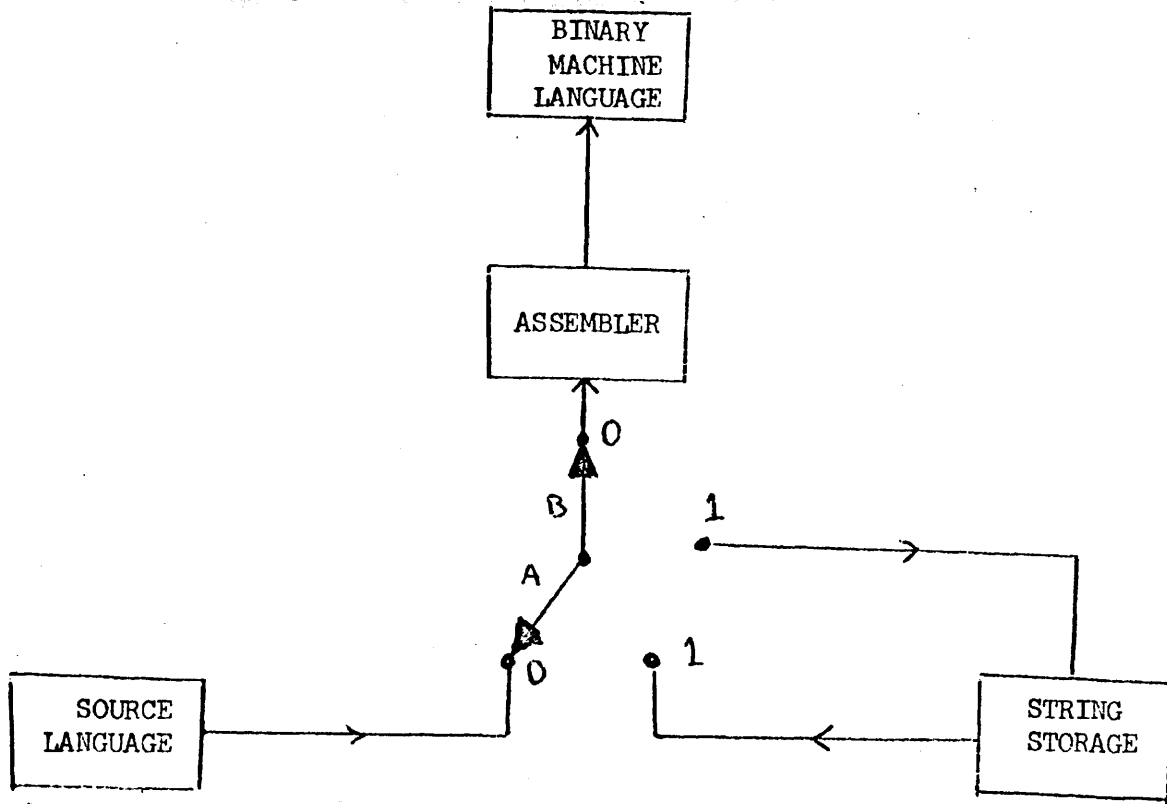 BINARY
MACHINE
LANGUAGE
ASSEMBLER
0
B
1
A
0
1
SOURCE
LANGUAGE
STRING
STORAGE